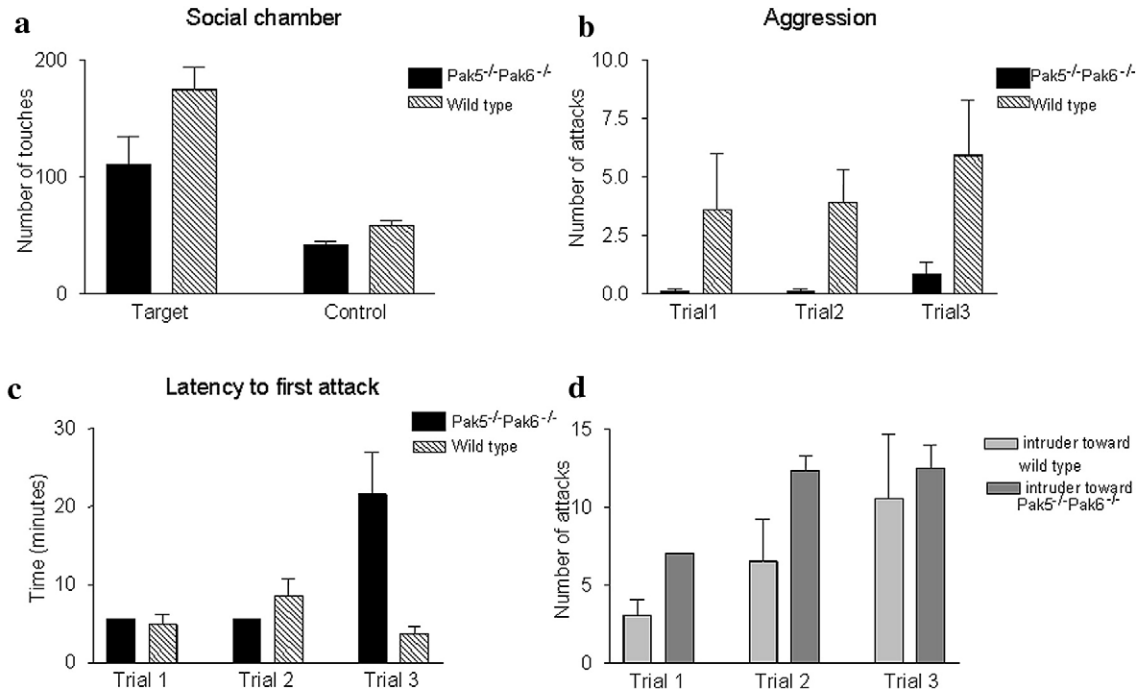 a
Social chamber
Number of touches
200
100
0
Target
Control
Pak5-/-Pak6-/-
Wild type
b
Aggression
Number of attacks
10.0
7.5
5.0
2.5
0.0
Trial1
Trial2
Trial3
Pak5-/-Pak6-/-
Wild type
c
Latency to first attack
Time (minutes)
30
20
10
0
Trial 1
Trial 2
Trial 3
Pak5-/-Pak6-/-
Wild type
d
Number of attacks
15
10
5
0
Trial 1
Trial 2
Trial 3
intruder toward
wild type
intruder toward
Pak5-/-Pak6-/-